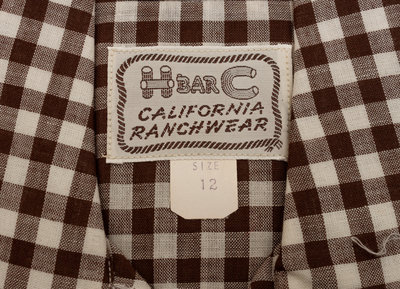 H BAR C
CALIFORNIA
RANCHWEAR
SIZE
12